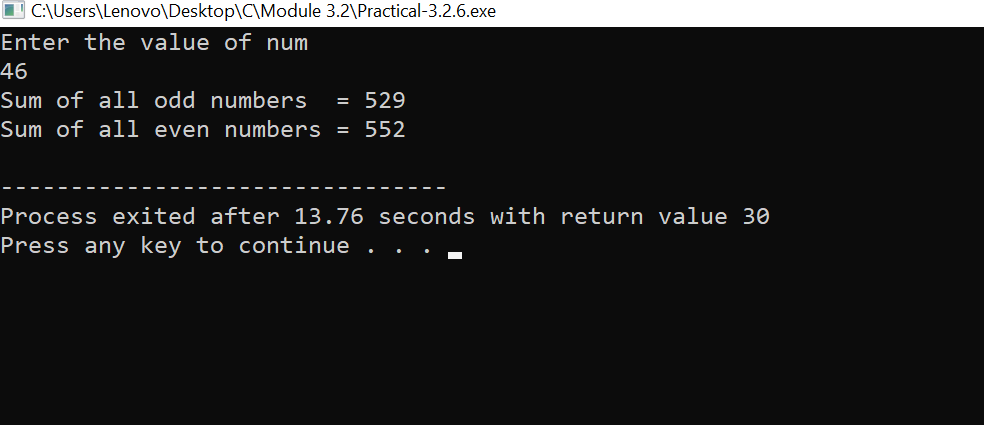 C:\Users\Lenovo\Desktop\C\Module 3.2\Practical-3.2.6.exe
Enter the value of num
46
Sum of all odd numbers  = 529
Sum of all even numbers = 552
--------------------------------
Process exited after 13.76 seconds with return value 30
Press any key to continue . . .